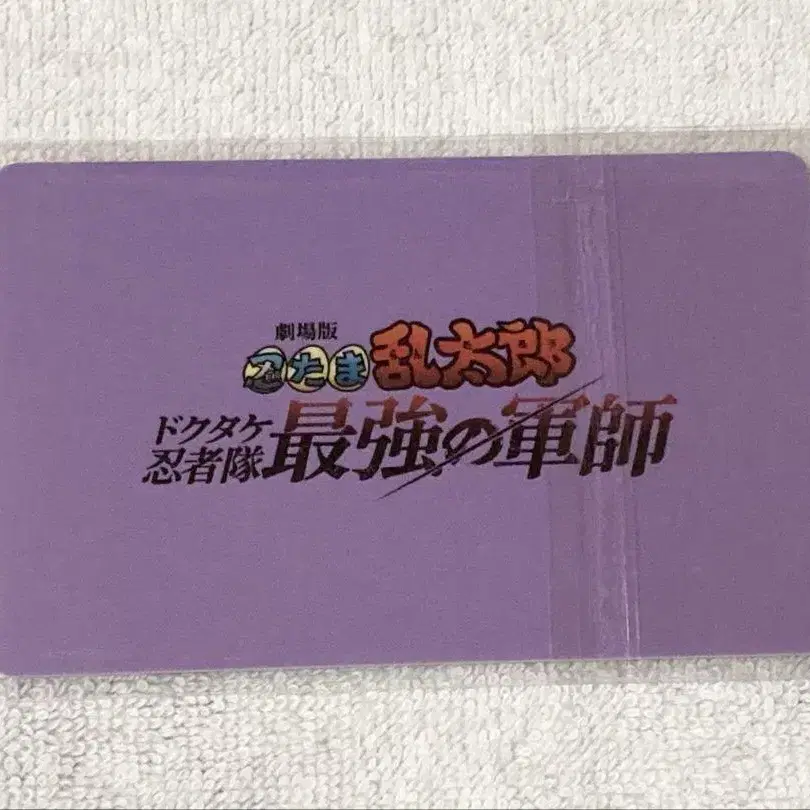 劇場版
忍たま乱太郎
ドクタケ
忍者隊最強の軍師